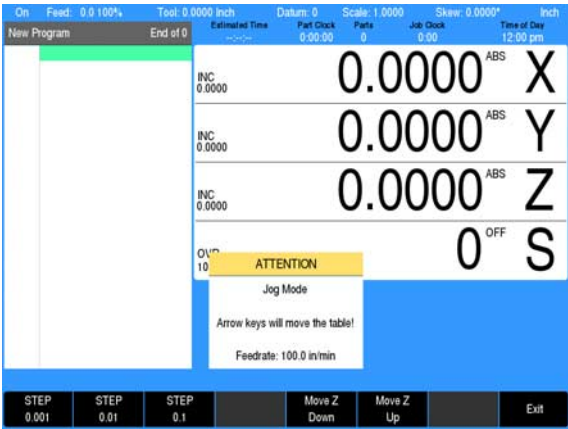 On Feed: 0.0 100% Tool: 0.0000 Inch Datum: 0 Scale: 1.0000 Skew: 0.0000° Inch
New Program End of 0
Estimated Time Part Clock Parts Job Clock Time of Day
--:--:-- 0:00:00 0 0:00 12:00 pm
INC
0.0000
0.0000 ABS X
INC
0.0000
0.0000 ABS Y
INC
0.0000
0.0000 ABS Z
0 OFF S
ATTENTION
Jog Mode
Arrow keys will move the table!
Feedrate: 100.0 in/min
STEP
0.001
STEP
0.01
STEP
0.1
Move Z
Down
Move Z
Up
Exit